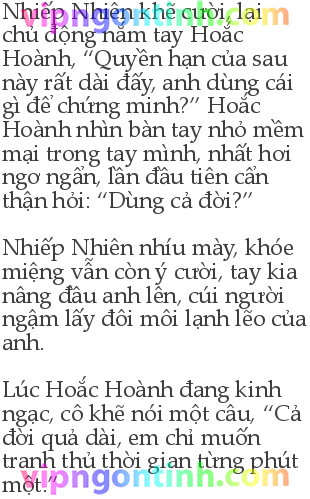 vipngontinh.com
Nhiếp Nhiên khẽ cười, lại
chủ động nắm tay Hoắc
Hoành, “Quyền hạn của sau
này rất dài đấy, anh dùng cái
gì để chứng minh?” Hoắc
Hoành nhìn bàn tay nhỏ mềm
mại trong tay mình, nhất hơi
ngơ ngẩn, lần đầu tiên cẩn
thận hỏi: “Dùng cả đời?”
Nhiếp Nhiên nhíu mày, khóe
miệng vẫn còn ý cười, tay kia
nâng đầu anh lên, cúi người
ngậm lấy đôi môi lạnh lẽo của
anh.
Lúc Hoắc Hoành đang kinh
ngạc, cô khẽ nói một câu, “Cả
đời quá dài, em chỉ muốn
tranh thủ thời gian từng phút
một.”
vipngontinh.com